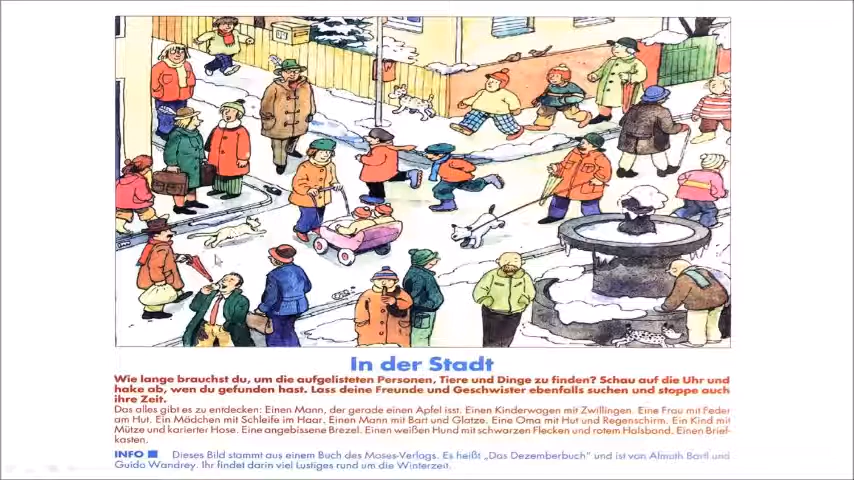 In der Stadt
Wie lange brauchst du, um die aufgelisteten Personen, Tiere und Dinge zu finden? Schau auf die Uhr und
hake ab, wen du gefunden hast. Lass deine Freunde und Geschwister ebenfalls suchen und stoppe auch
ihre Zeit.
Das alles gibt es zu entdecken: Einen Mann, der gerade einen Apfel isst. Einen Kinderwagen mit Zwillingen. Eine Frau mit Feder
am Hut. Ein Mädchen mit Schleife im Haar. Einen Mann mit Bart und Glatze. Eine Oma mit Hut und Regenschirm. Ein Kind mit
Mütze und karierter Hose. Eine angebissene Brezel. Einen weißen Hund mit schwarzen Flecken und rotem Halsband. Einen Brief-
kasten.
INFO Dieses Bild stammt aus einem Buch des Moses-Verlags. Es heißt „Das Dezemberbuch“ und ist von Almuth Bartl und
Guido Wandrey. Ihr findet darin viel Lustiges rund um die Winterzeit.